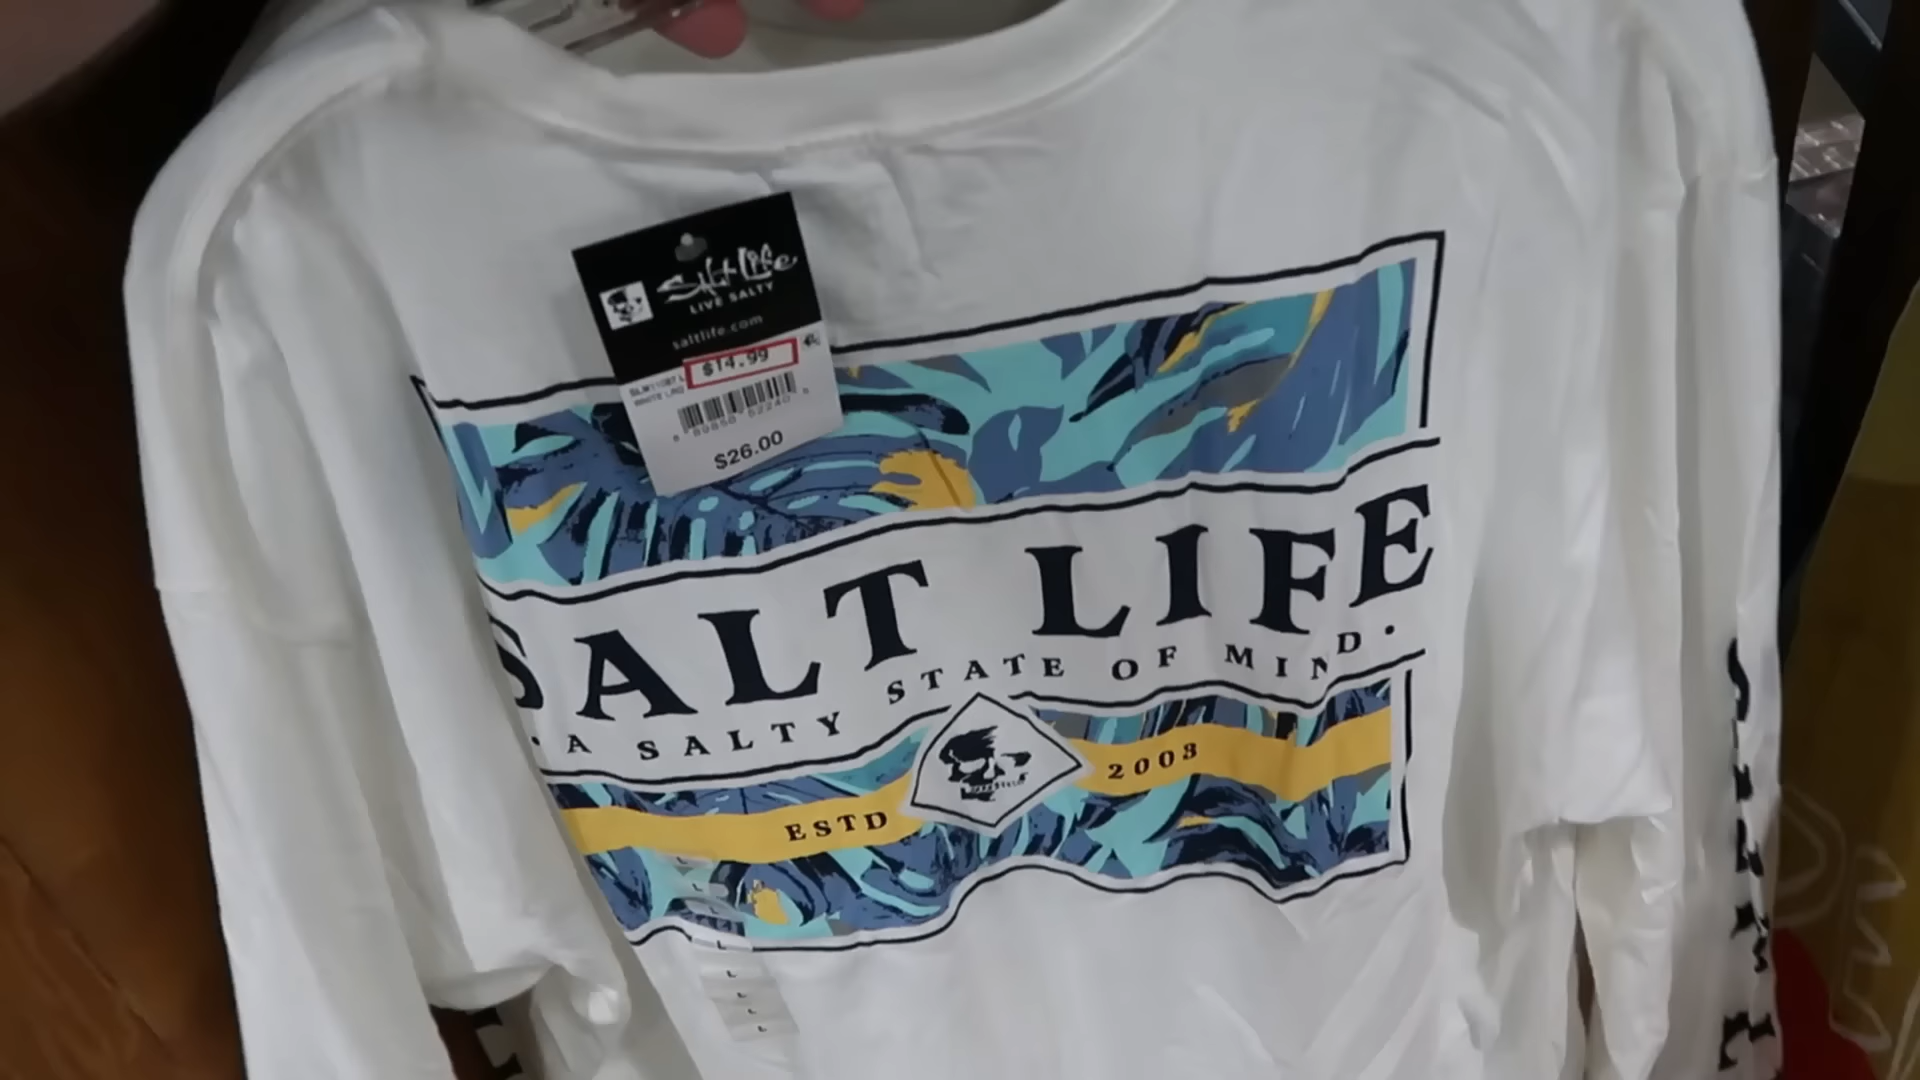 Salt Life
LIVE SALTY
saltlife.com
$14.99
$26.00
SALT LIFE
· A SALTY STATE OF MIND ·
ESTD 2003
L
L
L
L
L
L